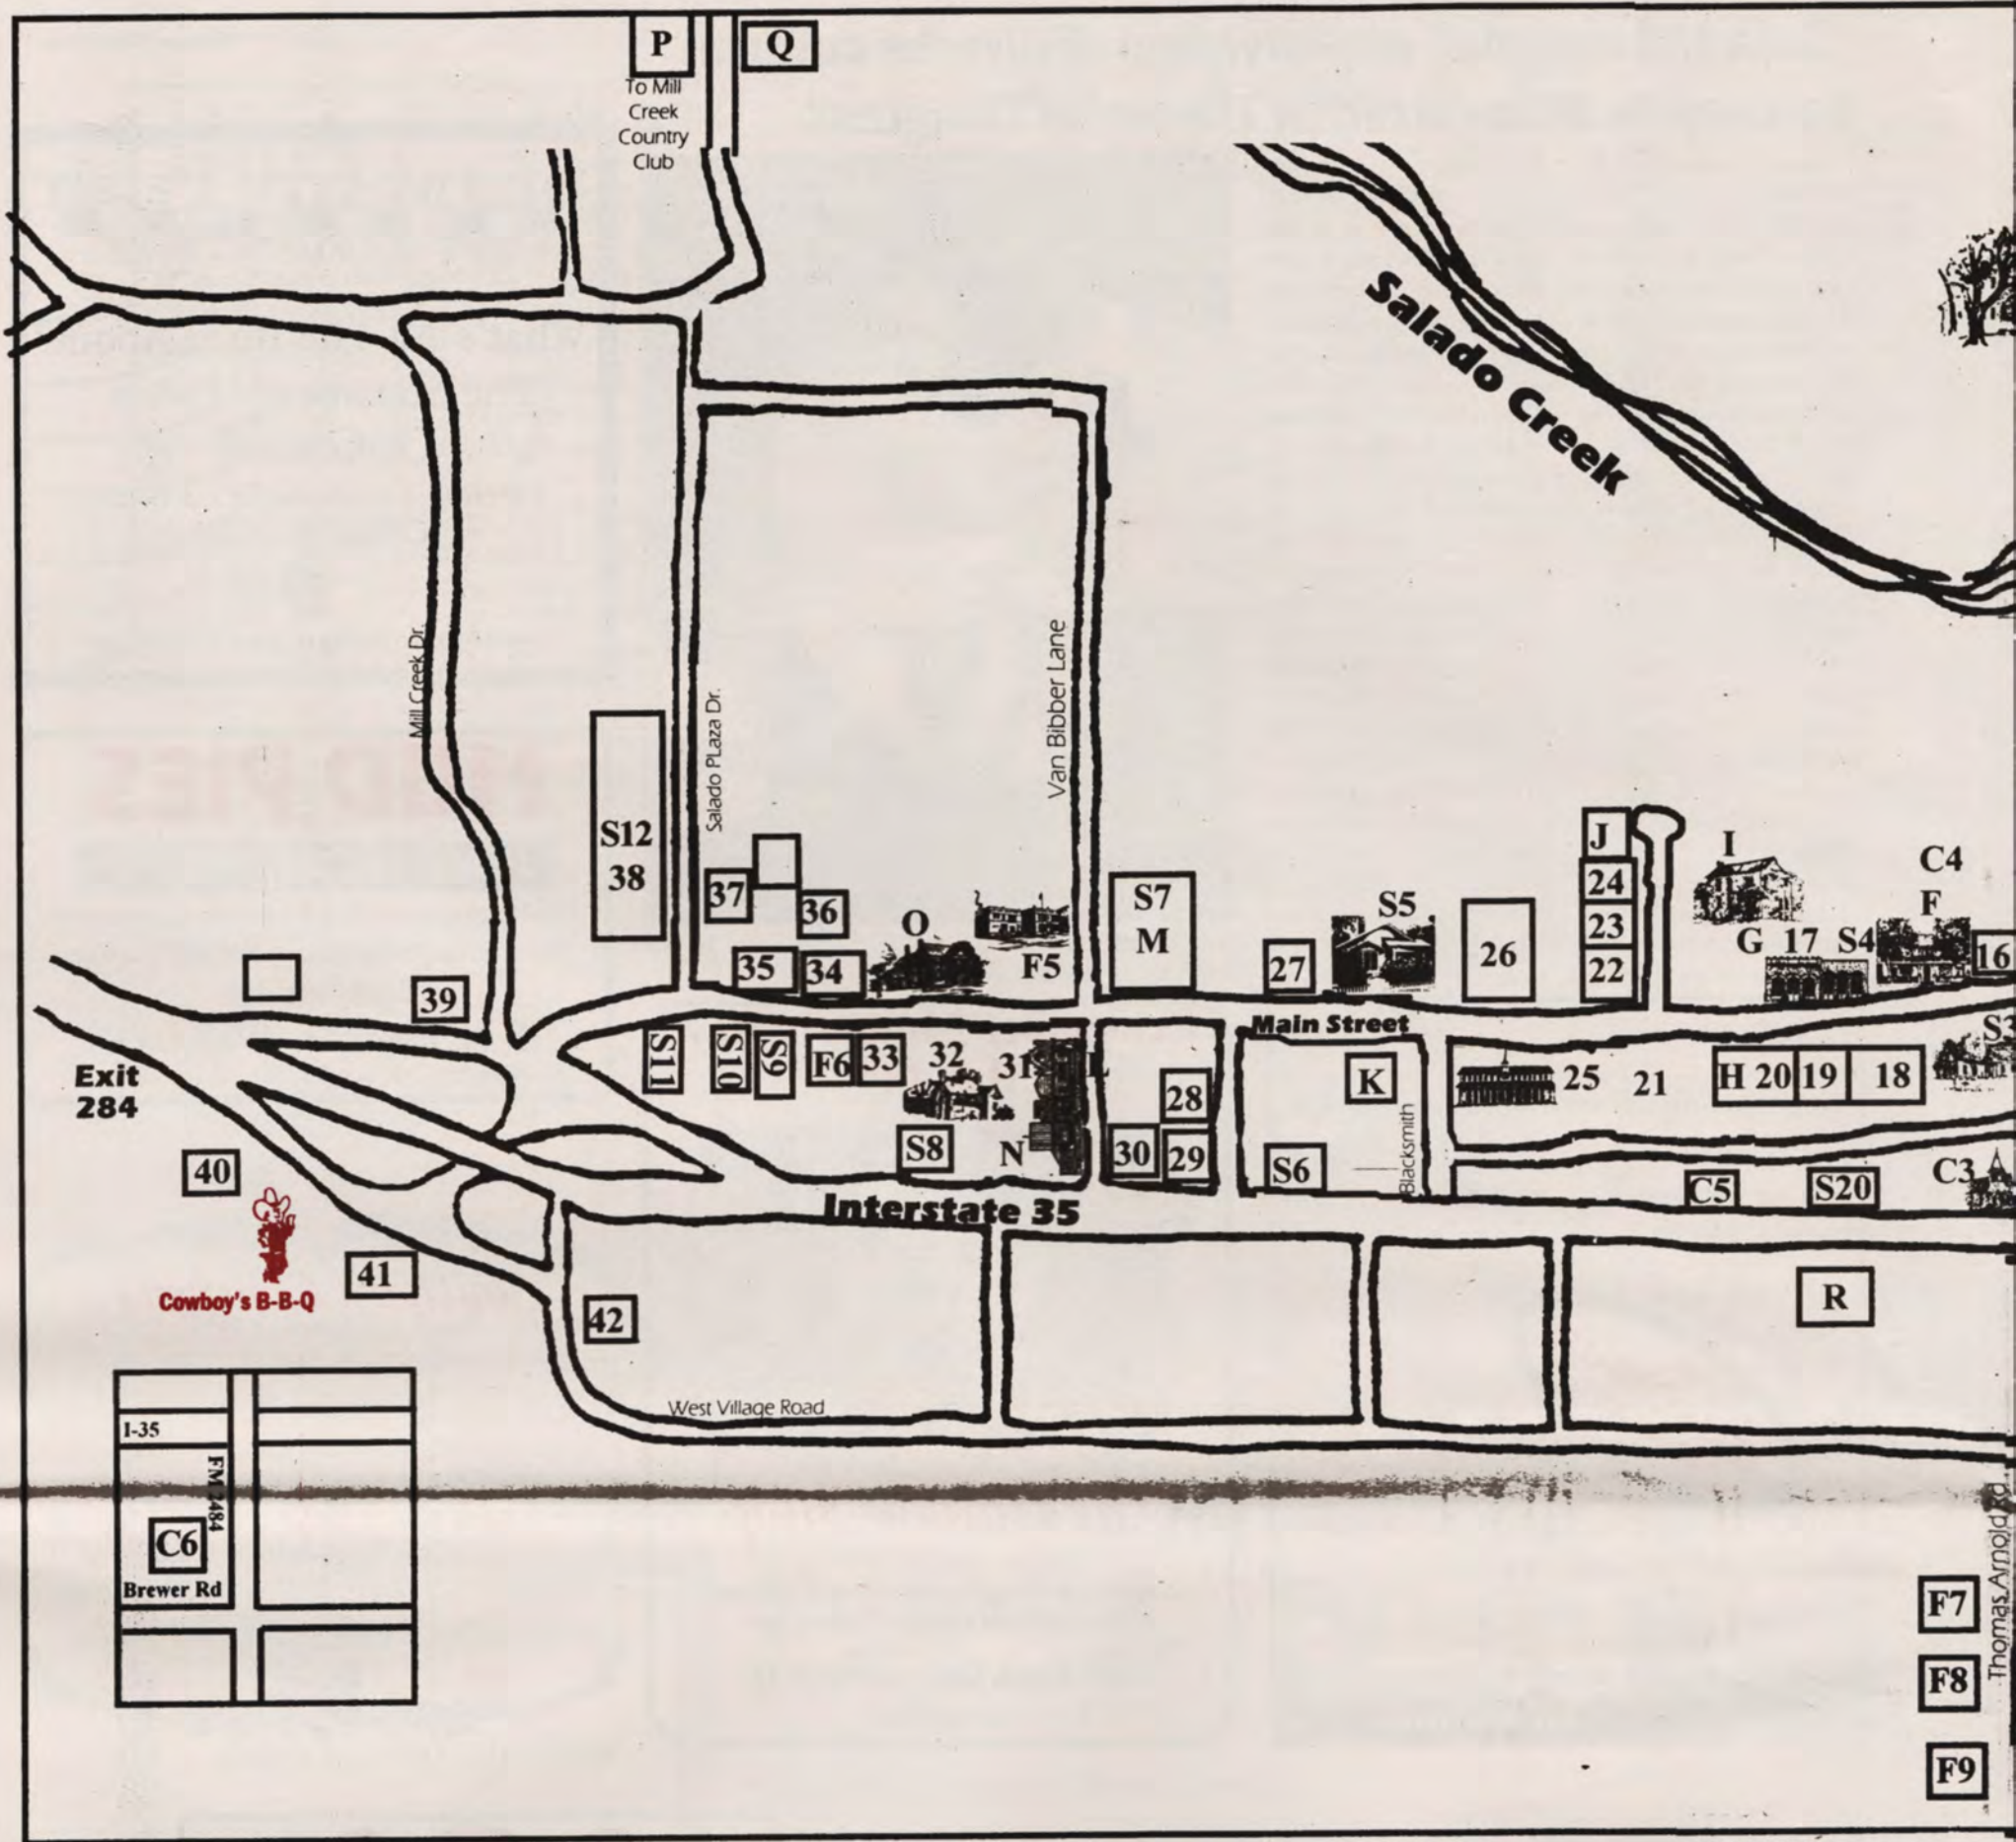 P
Q
To Mill
Creek
Country
Club
Salado Creek
Mill Creek Dr.
Salado PLaza Dr.
Van Bibber Lane
S12
38
37
36
35
34
O
F5
S7
M
27
S5
26
J
24
23
22
I
G 17 S4
C4
F
16
39
Main Street
S11
S10
S9
F6
33
32
31
L
28
K
Blacksmith
25
21
H 20
19
18
Exit
284
40
S8
N
30
29
S6
C5
S20
C3
Interstate 35
Cowboy's B-B-Q
41
42
R
West Village Road
I-35
FM 2484
C6
Brewer Rd
Thomas Arnold Rd.
F7
F8
F9